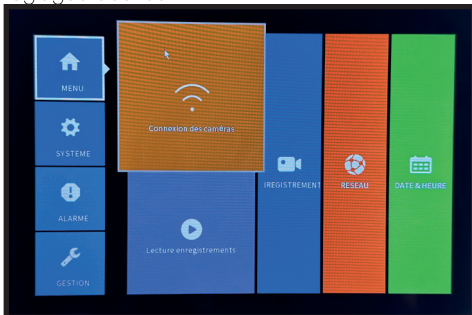 MENU
Connexion des caméras
SYSTEME
ALARME
Lecture enregistrements
GESTION
IREGISTREMENT
RESEAU
DATE & HEURE